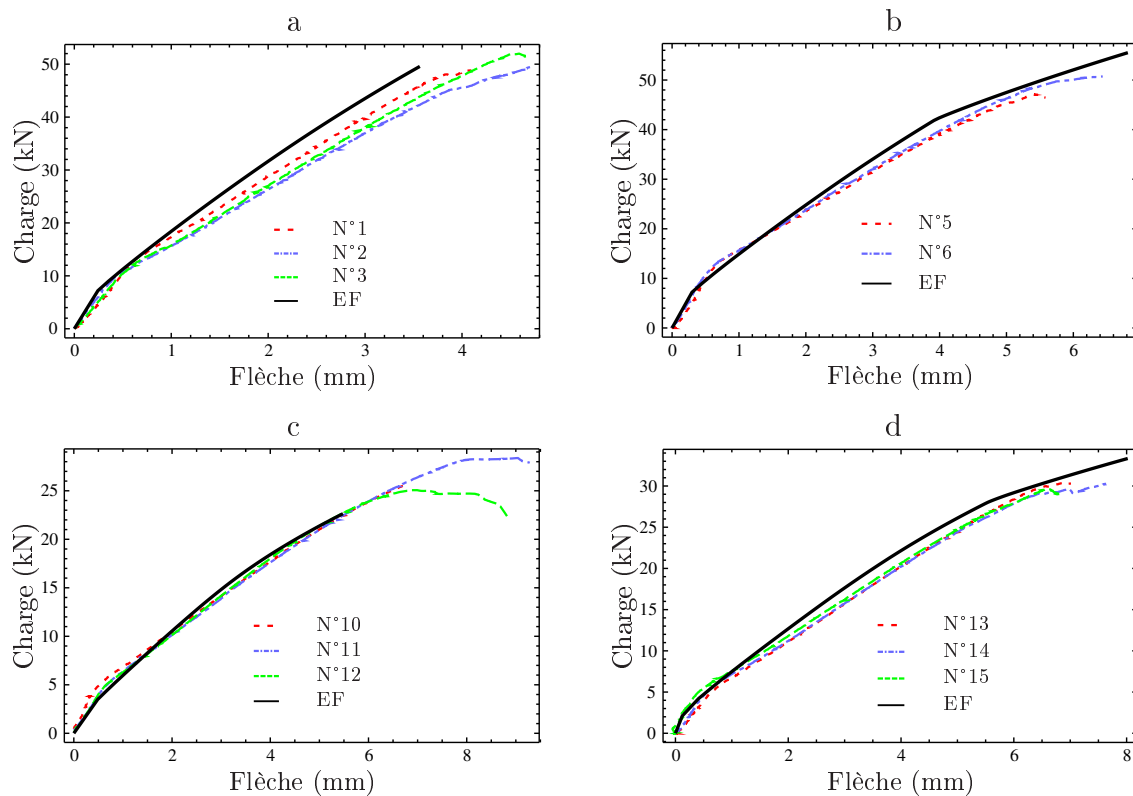 a
50
40
30
20
10
0
Charge (kN)
N°1
N°2
N°3
EF
0 1 2 3 4
Flèche (mm)
b
50
40
30
20
10
0
Charge (kN)
N°5
N°6
EF
0 1 2 3 4 5 6
Flèche (mm)
c
25
20
15
10
5
0
Charge (kN)
N°10
N°11
N°12
EF
0 2 4 6 8
Flèche (mm)
d
30
25
20
15
10
5
0
Charge (kN)
N°13
N°14
N°15
EF
0 2 4 6 8
Flèche (mm)